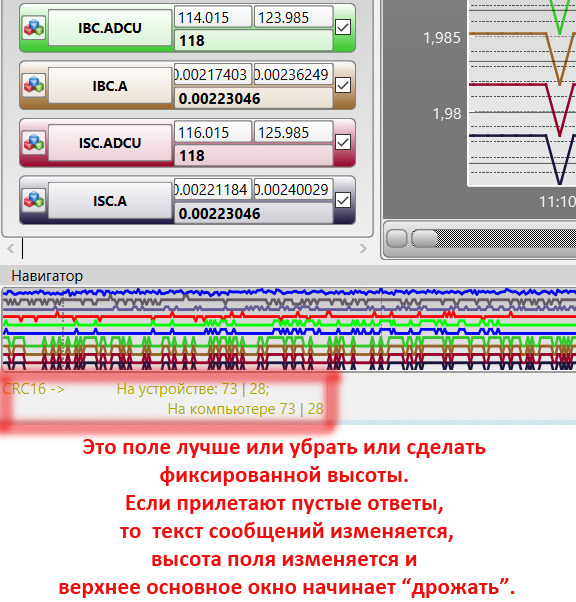 114.015 123.985
IBC.ADCU
118
0.00217403 0.00236249
IBC.A
0.00223046
116.015 125.985
ISC.ADCU
118
0.00221184 0.00240029
ISC.A
0.00223046
1,985
1,98
11:10
Навигатор
CRC16 -> На устройстве: 73 | 28;
На компьютере 73 | 28
Это поле лучше или убрать или сделать
фиксированной высоты.
Если прилетают пустые ответы,
то текст сообщений изменяется,
высота поля изменяется и
верхнее основное окно начинает “дрожать”.